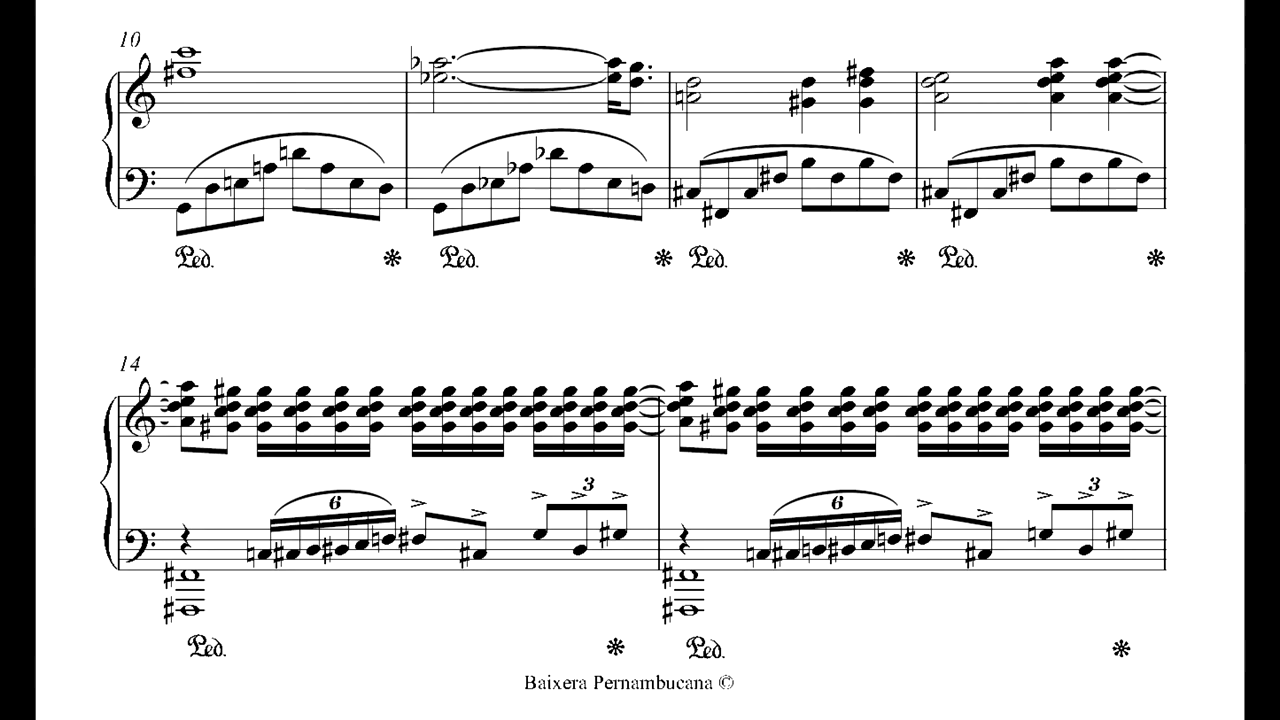 10
Ped. Ped. Ped. Ped.
14
6 3 6 3
Ped. Ped.
Baixera Pernambucana ©